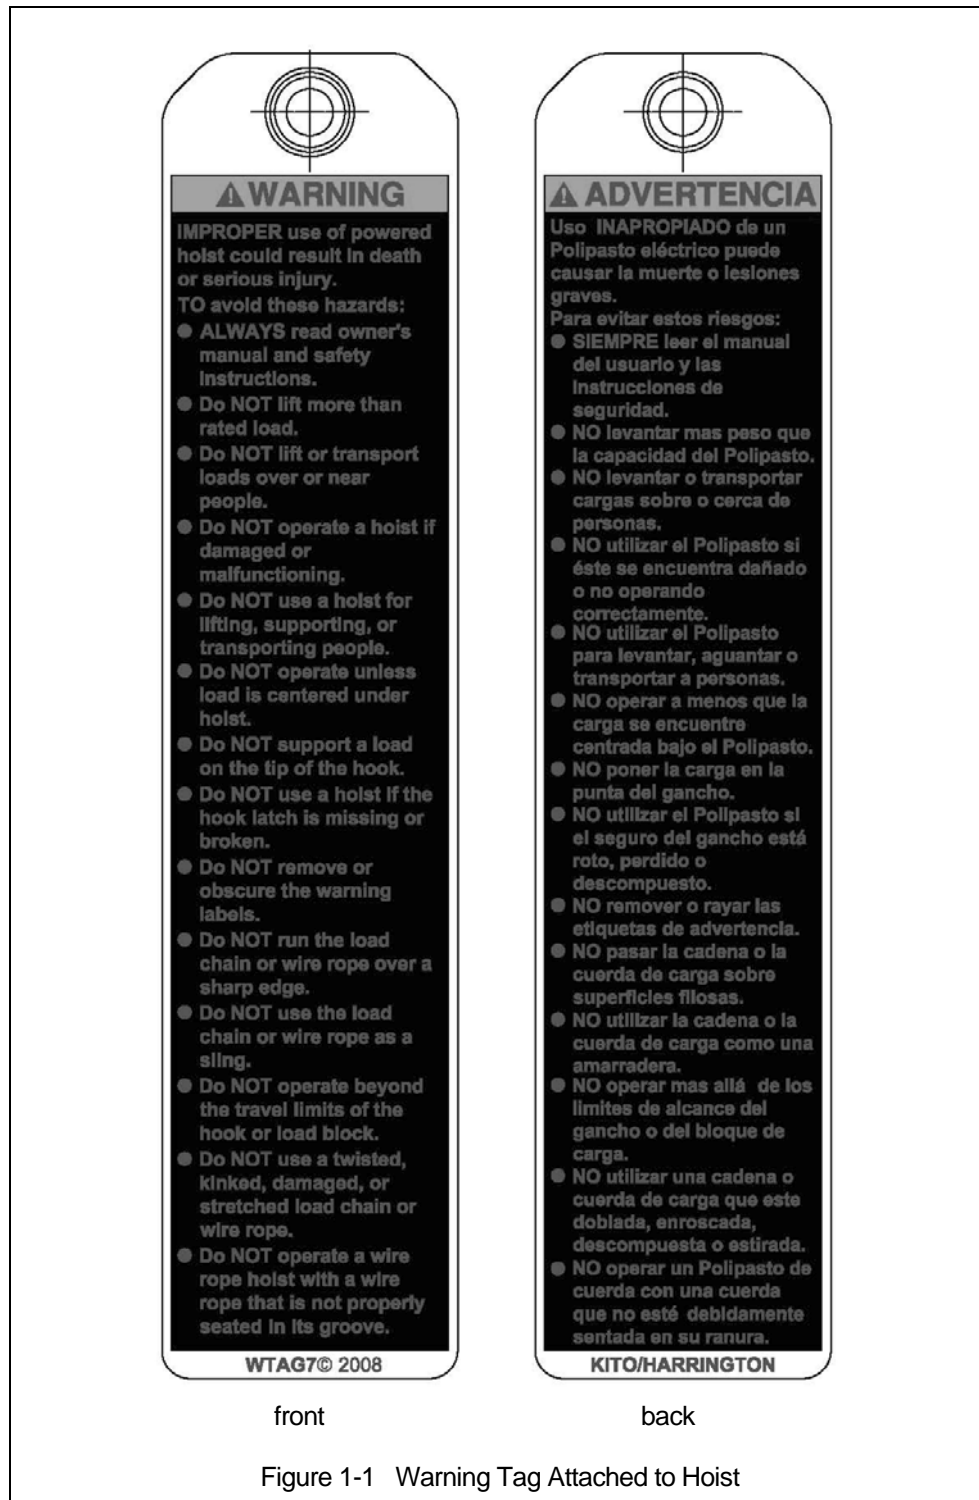 WARNING
IMPROPER use of powered
hoist could result in death
or serious injury.
TO avoid these hazards:
● ALWAYS read owner's
manual and safety
instructions.
● Do NOT lift more than
rated load.
● Do NOT lift or transport
loads over or near
people.
● Do NOT operate a hoist if
damaged or
malfunctioning.
● Do NOT use a hoist for
lifting, supporting, or
transporting people.
● Do NOT operate unless
load is centered under
hoist.
● Do NOT support a load
on the tip of the hook.
● Do NOT use a hoist if the
hook latch is missing or
broken.
● Do NOT remove or
obscure the warning
labels.
● Do NOT run the load
chain or wire rope over a
sharp edge.
● Do NOT use the load
chain or wire rope as a
sling.
● Do NOT operate beyond
the travel limits of the
hook or load block.
● Do NOT use a twisted,
kinked, damaged, or
stretched load chain or
wire rope.
● Do NOT operate a wire
rope hoist with a wire
rope that is not properly
seated in its groove.
WTAG7© 2008
front
ADVERTENCIA
Uso INAPROPIADO de un
Polipasto eléctrico puede
causar la muerte o lesiones
graves.
Para evitar estos riesgos:
● SIEMPRE leer el manual
del usuario y las
instrucciones de
seguridad.
● NO levantar mas peso que
la capacidad del Polipasto.
● NO levantar o transportar
cargas sobre o cerca de
personas.
● NO utilizar el Polipasto si
éste se encuentra dañado
o no operando
correctamente.
● NO utilizar el Polipasto
para levantar, aguantar o
transportar a personas.
● NO operar a menos que la
carga se encuentre
centrada bajo el Polipasto.
● NO poner la carga en la
punta del gancho.
● NO utilizar el Polipasto si
el seguro del gancho está
roto, perdido o
descompuesto.
● NO remover o rayar las
etiquetas de advertencia.
● NO pasar la cadena o la
cuerda de carga sobre
superficies filosas.
● NO utilizar la cadena o la
cuerda de carga como una
amarradera.
● NO operar mas allá de los
limites de alcance del
gancho o del bloque de
carga.
● NO utilizar una cadena o
cuerda de carga que este
doblada, enroscada,
descompuesta o estirada.
● NO operar un Polipasto de
cuerda con una cuerda
que no esté debidamente
sentada en su ranura.
KITO/HARRINGTON
back
Figure 1-1 Warning Tag Attached to Hoist